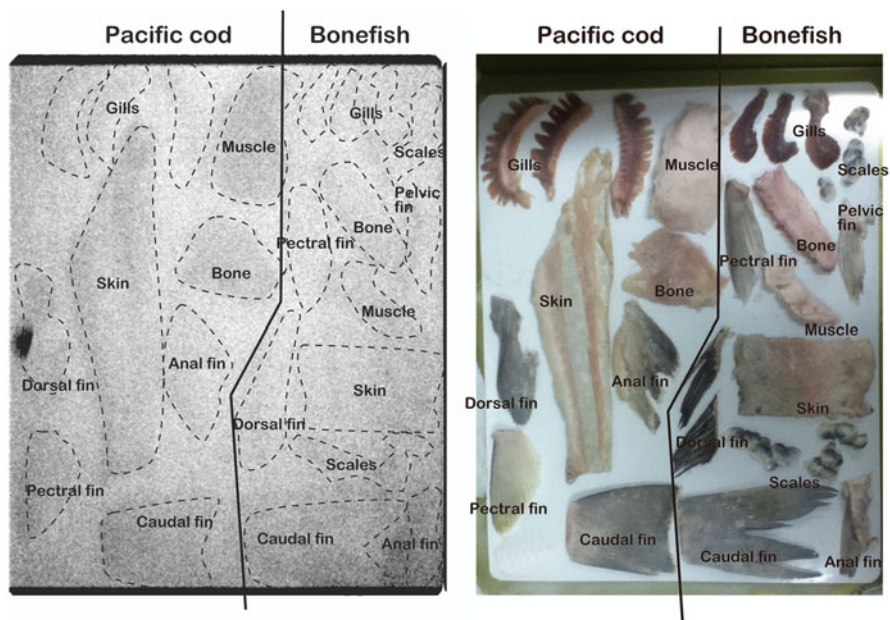 Pacific cod
Bonefish
Gills
Muscle
Gills
Scales
Pelvic
fin
Bone
Pectral fin
Skin
Bone
Muscle
Dorsal fin
Anal fin
Skin
Dorsal fin
Scales
Pectral fin
Caudal fin
Caudal fin
Anal fin
Pacific cod
Bonefish
Gills
Muscle
Gills
Scales
Pelvic
fin
Bone
Pectral fin
Skin
Bone
Muscle
Anal fin
Dorsal fin
Skin
Dorsal fin
Scales
Pectral fin
Caudal fin
Caudal fin
Anal fin